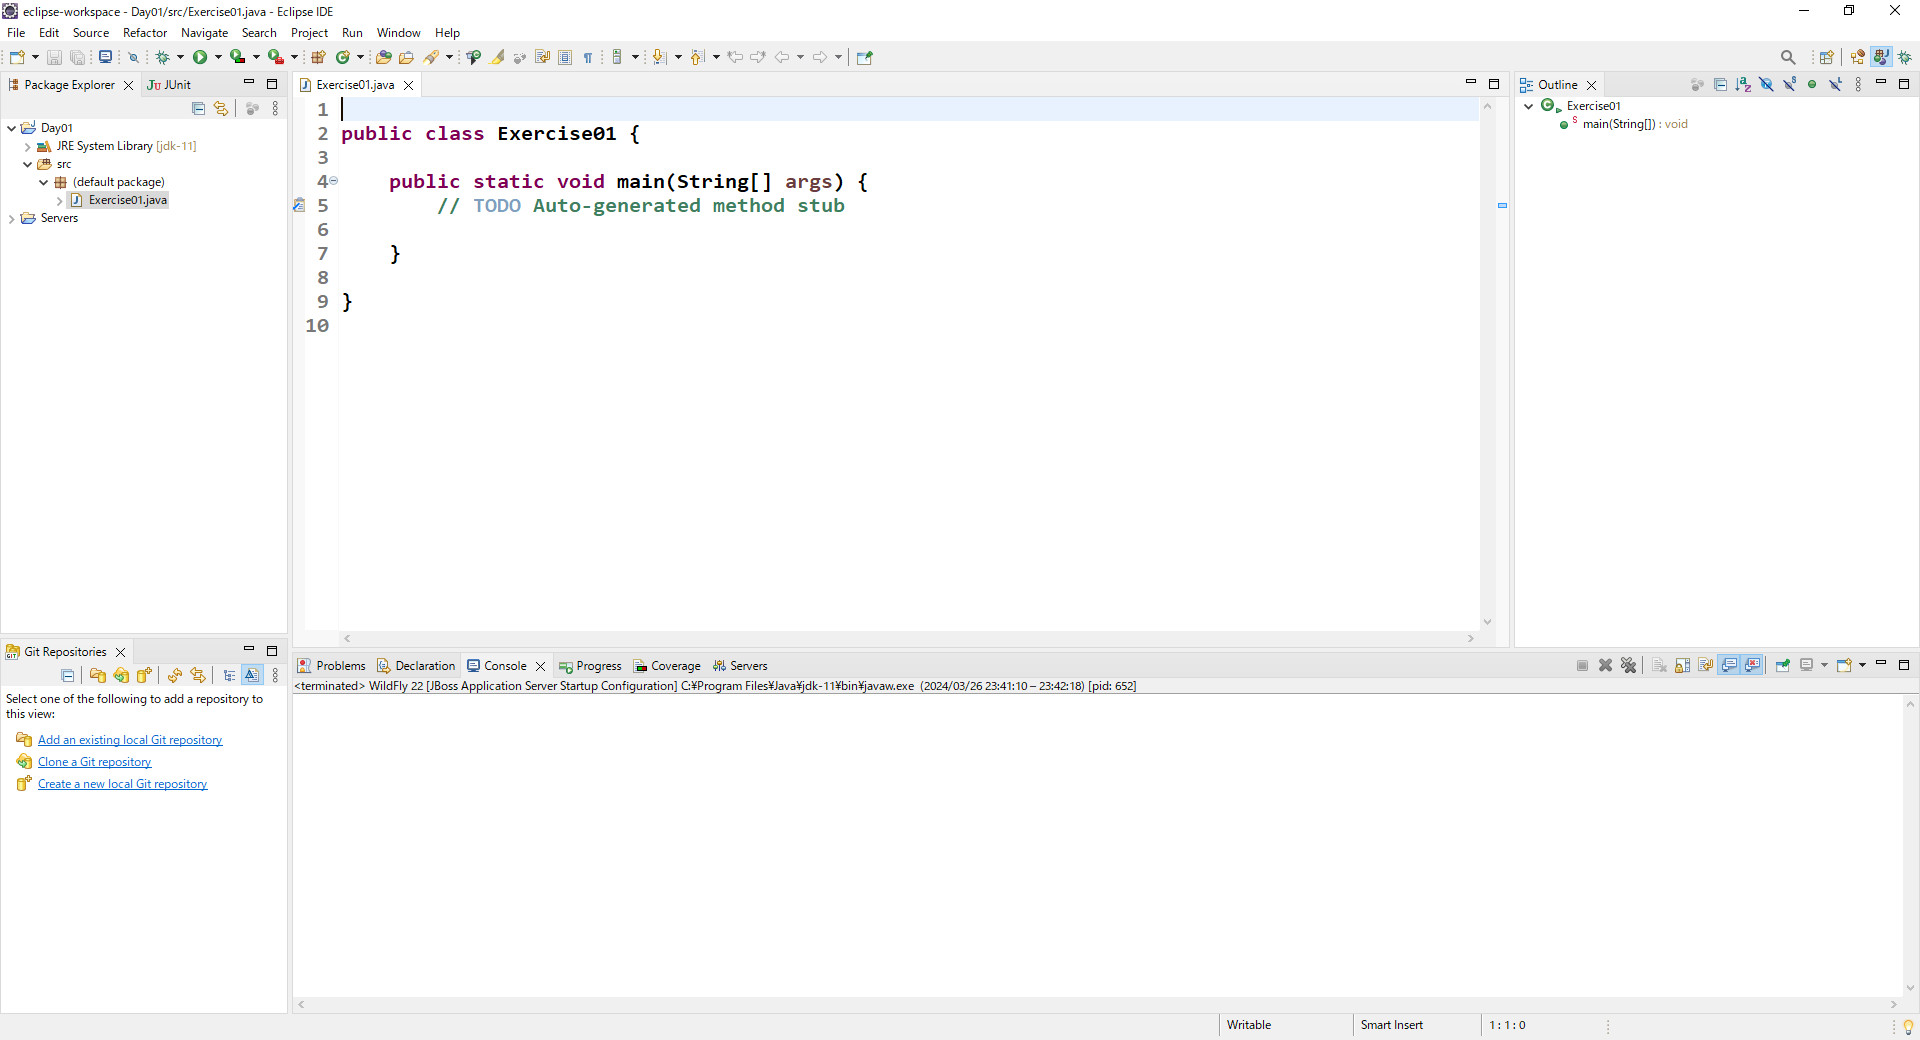 eclipse-workspace - Day01/src/Exercise01.java - Eclipse IDE
File Edit Source Refactor Navigate Search Project Run Window Help
Package Explorer JUnit
Day01
JRE System Library [jdk-11]
src
(default package)
Exercise01.java
Servers
Exercise01.java
1
2 public class Exercise01 {
3
4 public static void main(String[] args) {
5 // TODO Auto-generated method stub
6
7 }
8
9 }
10
Outline
Exercise01
main(String[]) : void
Git Repositories
Select one of the following to add a repository to
this view:
Add an existing local Git repository
Clone a Git repository
Create a new local Git repository
Problems Declaration Console Progress Coverage Servers
<terminated> WildFly 22 [JBoss Application Server Startup Configuration] C:¥Program Files¥Java¥jdk-11¥bin¥javaw.exe (2024/03/26 23:41:10 – 23:42:18) [pid: 652]
Writable Smart Insert 1 : 1 : 0